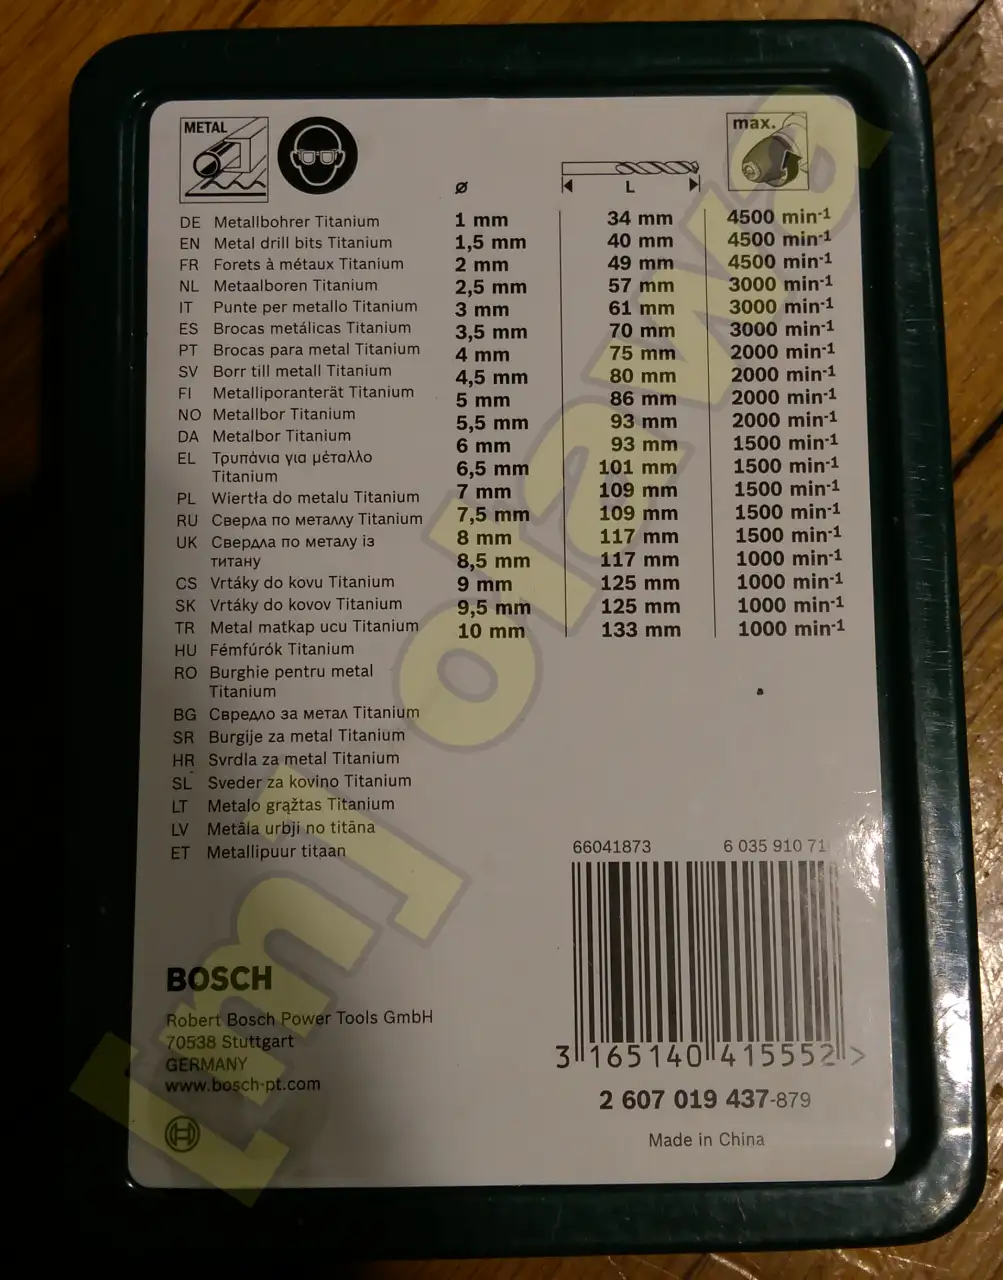 METAL
max.
ø
L
DE Metallbohrer Titanium
EN Metal drill bits Titanium
FR Forets à métaux Titanium
NL Metaalboren Titanium
IT Punte per metallo Titanium
ES Brocas metálicas Titanium
PT Brocas para metal Titanium
SV Borr till metall Titanium
FI Metalliporanterät Titanium
NO Metallbor Titanium
DA Metalbor Titanium
EL Τρυπάνια για μέταλλο
Titanium
PL Wiertła do metalu Titanium
RU Сверла по металлу Titanium
UK Свердла по металу із
титану
CS Vrtáky do kovu Titanium
SK Vrtáky do kovov Titanium
TR Metal matkap ucu Titanium
HU Fémfúrók Titanium
RO Burghie pentru metal
Titanium
BG Свредло за метал Titanium
SR Burgije za metal Titanium
HR Svrdla za metal Titanium
SL Sveder za kovino Titanium
LT Metalo grąžtas Titanium
LV Metāla urbji no titāna
ET Metallipuur titaan
1 mm 34 mm 4500 min-1
1,5 mm 40 mm 4500 min-1
2 mm 49 mm 4500 min-1
2,5 mm 57 mm 3000 min-1
3 mm 61 mm 3000 min-1
3,5 mm 70 mm 3000 min-1
4 mm 75 mm 2000 min-1
4,5 mm 80 mm 2000 min-1
5 mm 86 mm 2000 min-1
5,5 mm 93 mm 2000 min-1
6 mm 93 mm 1500 min-1
6,5 mm 101 mm 1500 min-1
7 mm 109 mm 1500 min-1
7,5 mm 109 mm 1500 min-1
8 mm 117 mm 1500 min-1
8,5 mm 117 mm 1000 min-1
9 mm 125 mm 1000 min-1
9,5 mm 125 mm 1000 min-1
10 mm 133 mm 1000 min-1
66041873 6 035 910 71
3 165140 415552 >
2 607 019 437-879
Made in China
BOSCH
Robert Bosch Power Tools GmbH
70538 Stuttgart
GERMANY
www.bosch-pt.com